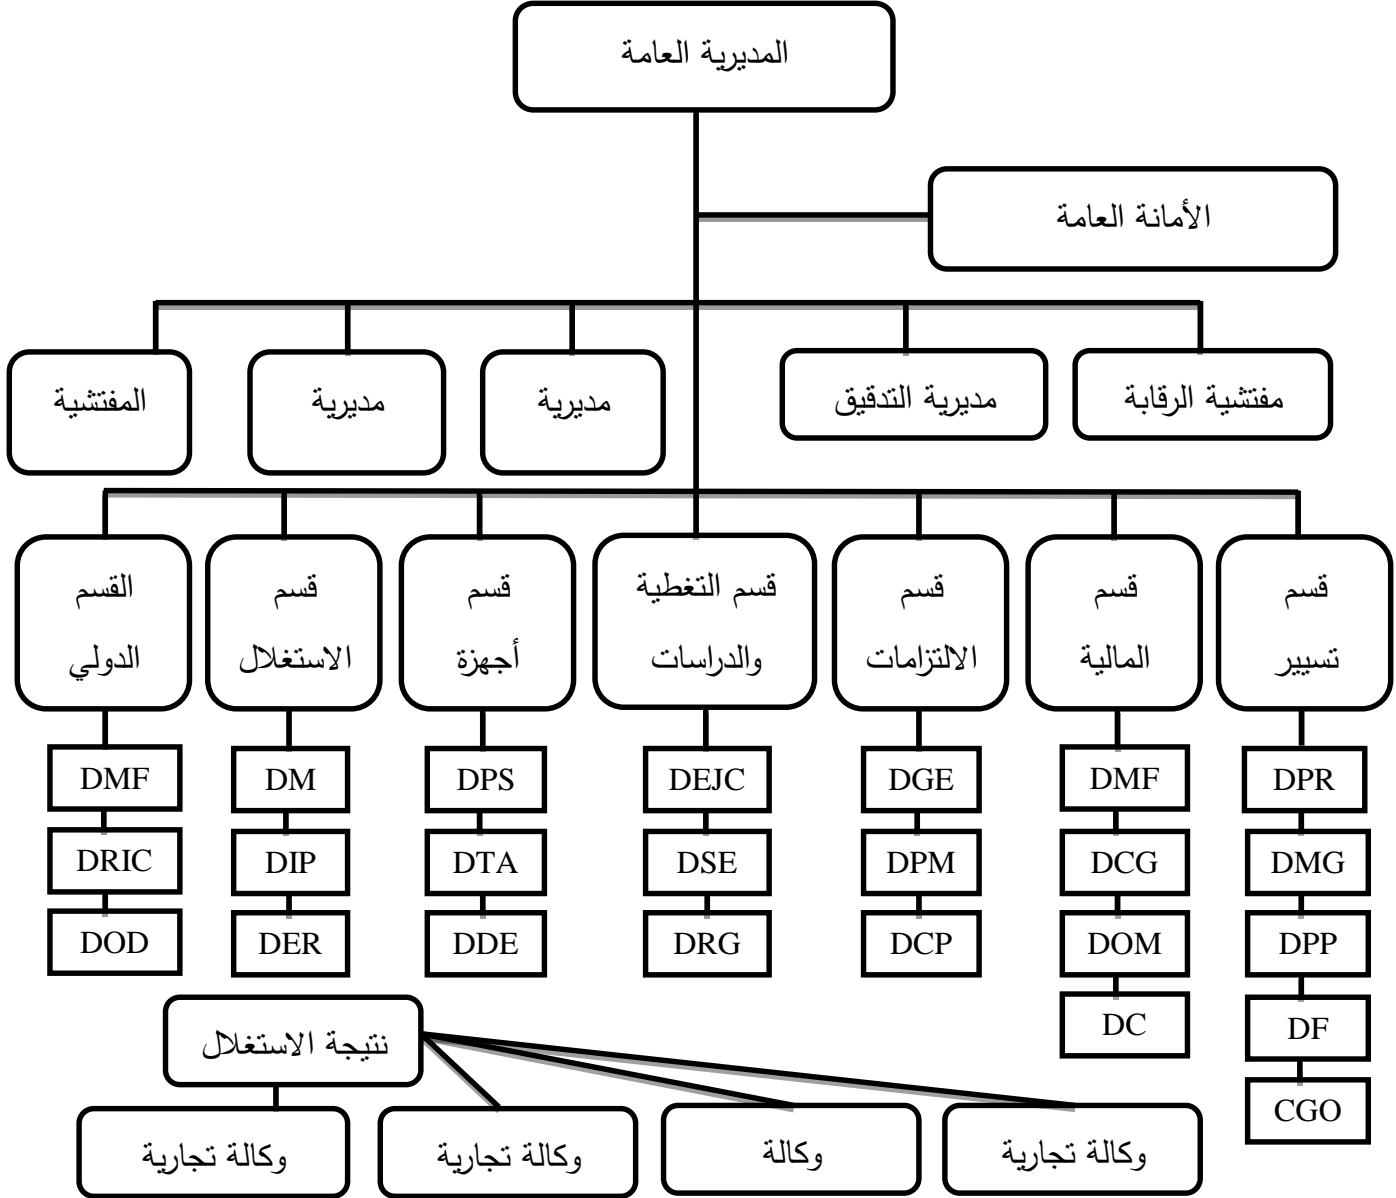 المديرية العامة
الأمانة العامة
مفتشية الرقابة
مديرية التدقيق
مديرية
مديرية
المفتشية
قسم
تسيير
قسم
المالية
قسم
الالتزامات
قسم التغطية
والدراسات
قسم
أجهزة
قسم
الاستغلال
القسم
الدولي
DPR
DMG
DPP
DF
CGO
DMF
DCG
DOM
DC
DGE
DPM
DCP
DEJC
DSE
DRG
DPS
DTA
DDE
DM
DIP
DER
DMF
DRIC
DOD
نتيجة الاستغلال
وكالة تجارية
وكالة
وكالة تجارية
وكالة تجارية